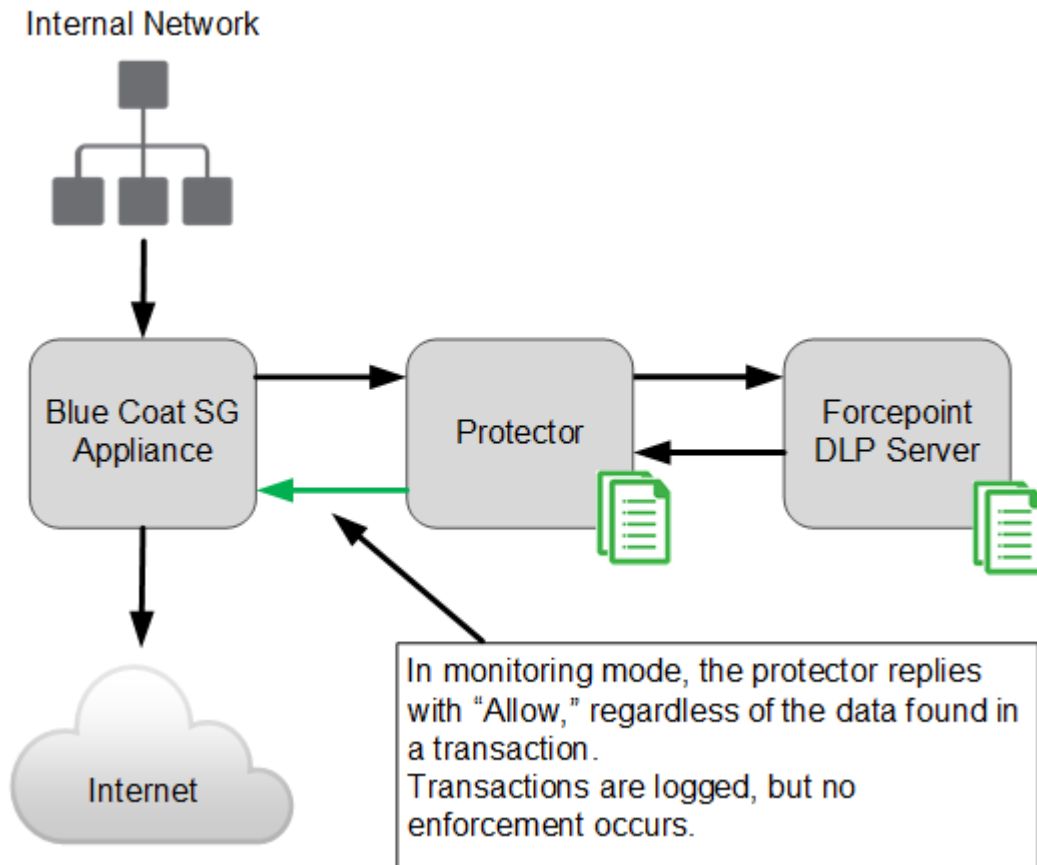 Internal Network
Blue Coat SG
Appliance
Protector
Forcepoint
DLP Server
In monitoring mode, the protector replies
with “Allow,” regardless of the data found in
a transaction.
Transactions are logged, but no
enforcement occurs.
Internet